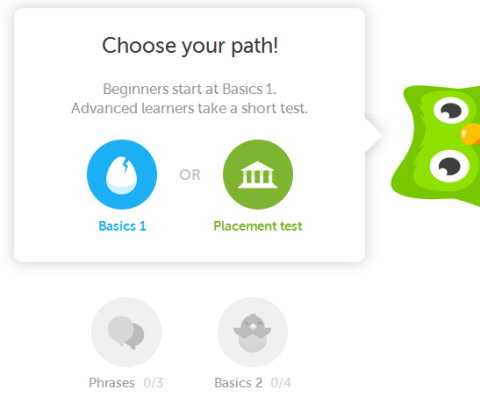 Choose your path!
Beginners start at Basics 1.
Advanced learners take a short test.
OR
Basics 1 Placement test
Phrases 0/3 Basics 2 0/4